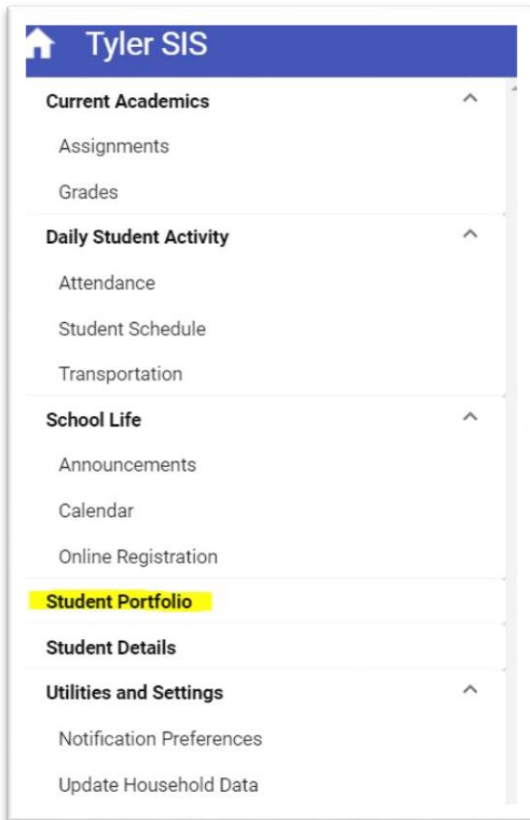 Tyler SIS
Current Academics
Assignments
Grades
Daily Student Activity
Attendance
Student Schedule
Transportation
School Life
Announcements
Calendar
Online Registration
Student Portfolio
Student Details
Utilities and Settings
Notification Preferences
Update Household Data